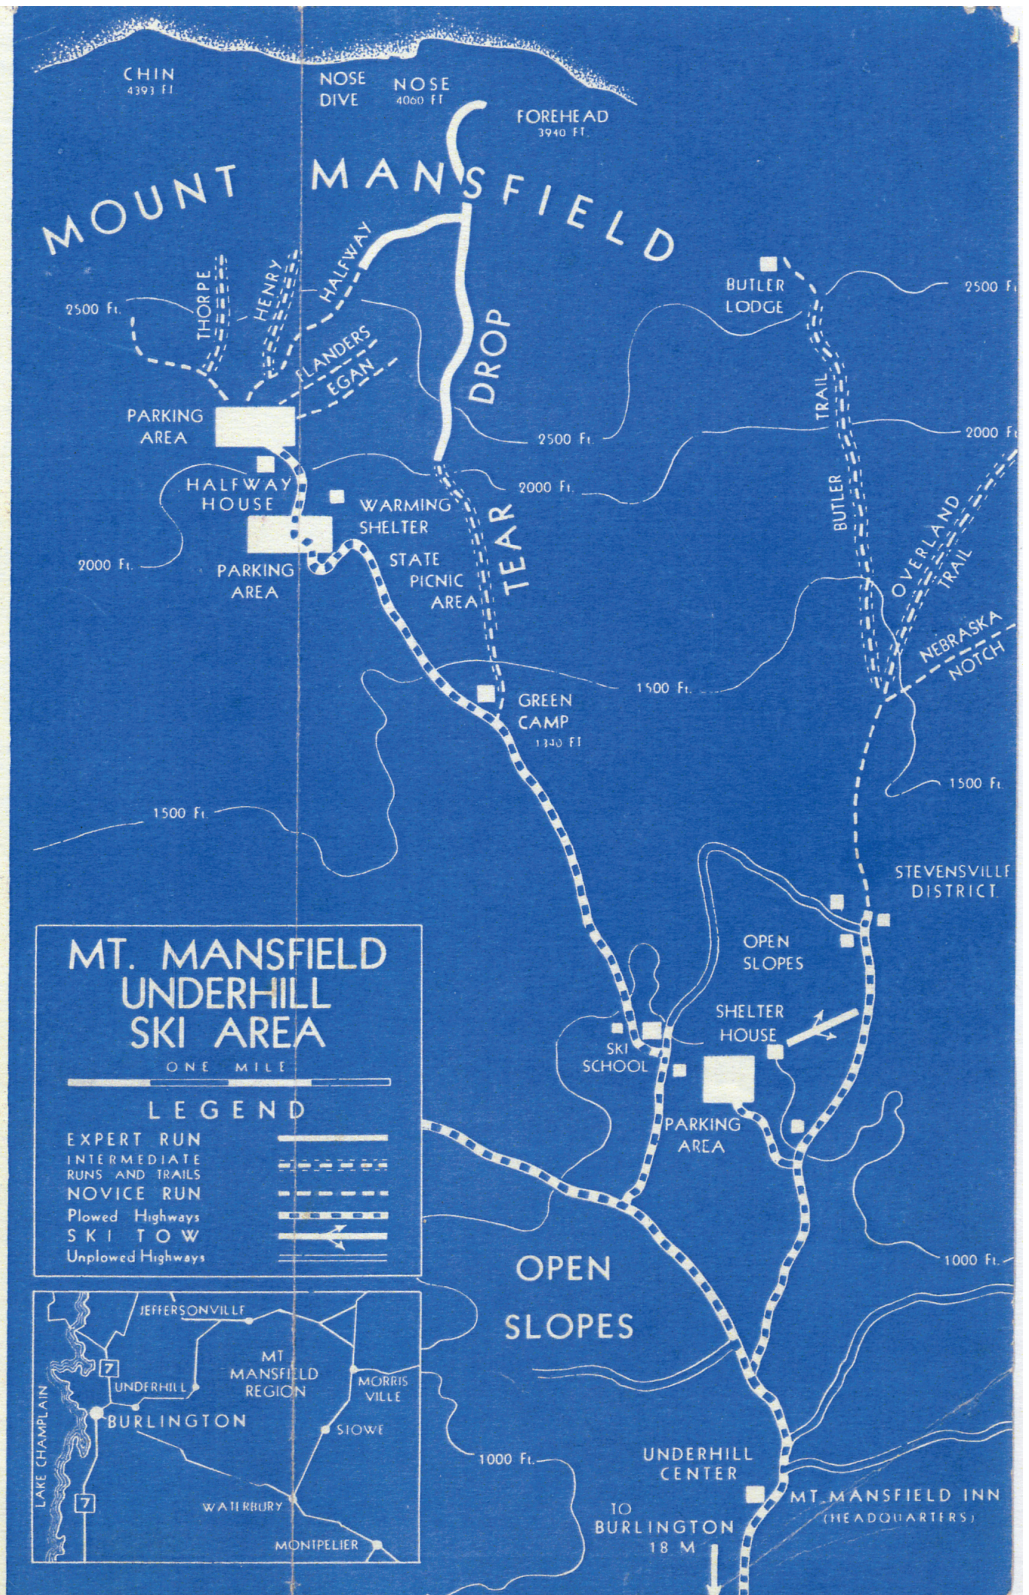 CHIN
4393 FT
NOSE
DIVE
NOSE
4060 FT
FOREHEAD
3940 FT.
MOUNT MANSFIELD
THORPE
HENRY
HALFWAY
2500 Ft.
FLANDERS
EGAN
DROP
BUTLER
LODGE
2500 Ft
PARKING
AREA
2500 Ft.
TRAIL
2000 Ft.
HALFWAY
HOUSE
WARMING
SHELTER
2000 Ft.
BUTLER
OVERLAND
TRAIL
TEAR
2000 Ft.
PARKING
AREA
STATE
PICNIC
AREA
NEBRASKA
NOTCH
1500 Ft.
GREEN
CAMP
1340 FT
1500 Ft.
1500 Ft.
STEVENSVILLE
DISTRICT.
OPEN
SLOPES
SHELTER
HOUSE
SKI
SCHOOL
PARKING
AREA
MT. MANSFIELD
UNDERHILL
SKI AREA
ONE MILE
LEGEND
EXPERT RUN
INTERMEDIATE
RUNS AND TRAILS
NOVICE RUN
Plowed Highways
SKI TOW
Unplowed Highways
1000 Ft.
OPEN
SLOPES
JEFFERSONVILLE
MT
MANSFIELD
REGION
7
UNDERHILL
MORRIS
VILLE
BURLINGTON
STOWE
LAKE CHAMPLAIN
7
WATERBURY
MONTPELIER
1000 Ft.
UNDERHILL
CENTER
MT. MANSFIELD INN
(HEADQUARTERS)
TO
BURLINGTON
18 M